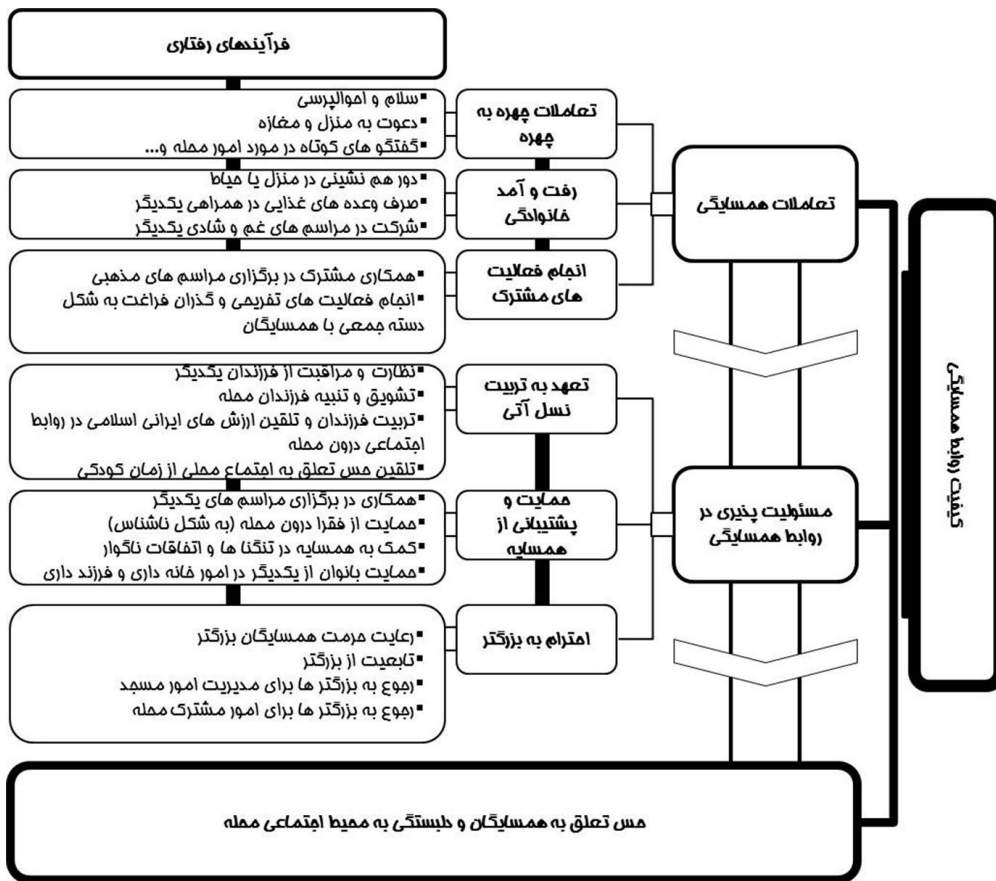 فرآیندهای رفتاری
کیفیت روابط همسایگی
تعاملات همسایگی
تعاملات چهره به
چهره
▪سلام و احوالپرسی
▪دعوت به منزل و مغازه
▪گفتگو های کوتاه در مورد امور محله و...
رفت و آمد
خانوادگی
▪دور هم نشینی در منزل یا حیاط
▪صرف وعده های غذایی در همراهی یکدیگر
▪شرکت در مراسم های غم و شادی یکدیگر
انجام فعالیت
های مشترک
▪همکاری مشترک در برگزاری مراسم های مذهبی
▪انجام فعالیت های تفریحی و گذران فراغت به شکل
دسته جمعی با همسایگان
مسئولیت پذیری در
روابط همسایگی
تعهد به تربیت
نسل آتی
▪نظارت و مراقبت از فرزندان یکدیگر
▪تشویق و تنبیه فرزندان محله
▪تربیت فرزندان و تلقین ارزش های ایرانی اسلامی در روابط
اجتماعی درون محله
▪تلقین حس تعلق به اجتماع محلی از زمان کودکی
حمایت و
پشتیبانی از
همسایه
▪همکاری در برگزاری مراسم های یکدیگر
▪حمایت از فقرا درون محله (به شکل ناشناس)
▪کمک به همسایه در تنگنا ها و اتفاقات ناگوار
▪حمایت بانوان از یکدیگر در امور خانه داری و فرزند داری
احترام به بزرگتر
▪رعایت حرمت همسایگان بزرگتر
▪تابعیت از بزرگتر
▪رجوع به بزرگتر ها برای مدیریت امور مسجد
▪رجوع به بزرگتر ها برای امور مشترک محله
حس تعلق به همسایگان و دلبستگی به محیط اجتماعی محله